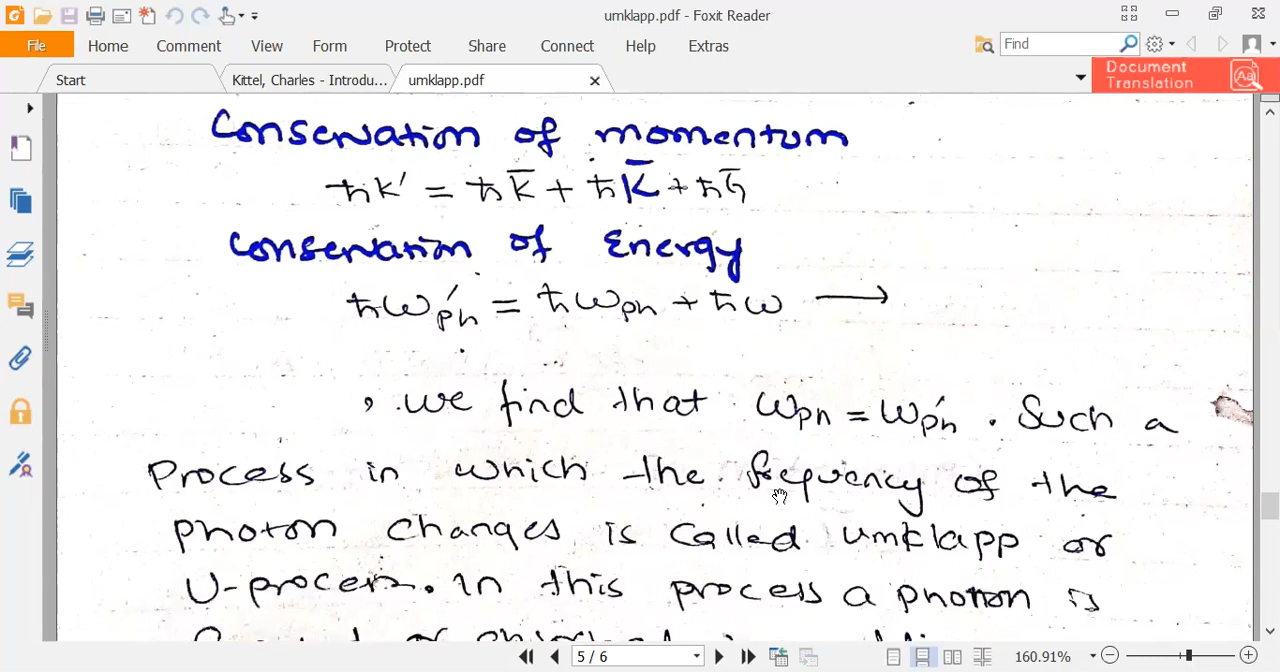 umklapp.pdf - Foxit Reader
File Home Comment View Form Protect Share Connect Help Extras Find
Start Kittel, Charles - Introdu... umklapp.pdf Document Translation
Conservation of momentum
ħk′ = ħk̄ + ħK̄ + ħḠ
Conservation of Energy
ħω′ph = ħωph + ħω →
, we find that ωph = ω′ph . Such a
Process in which the frequency of the
photon changes is called umklapp or
U-process. In this process a photon is
5 / 6 160.91%